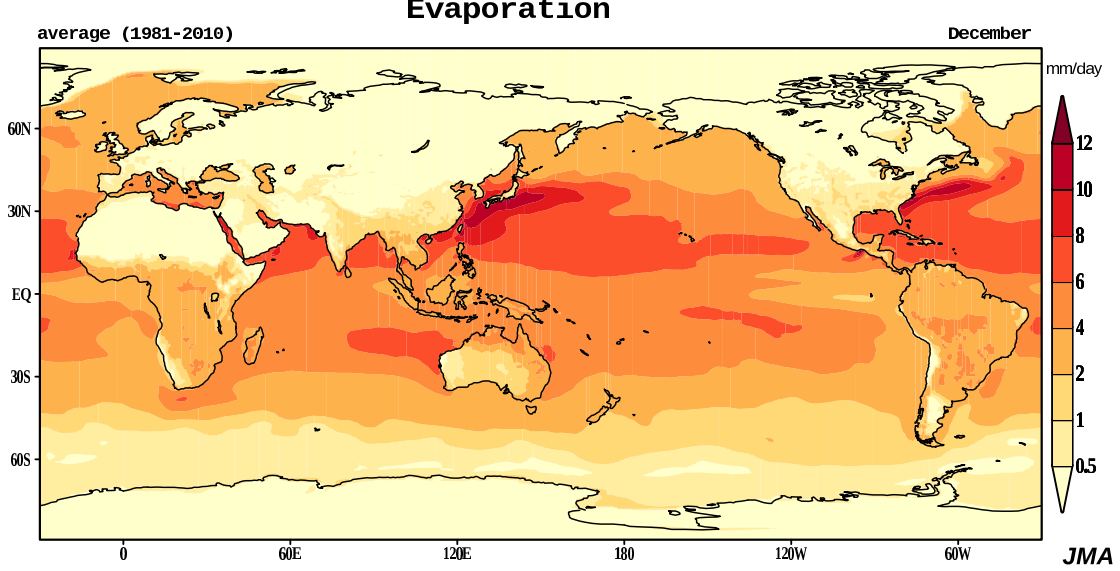 Evaporation
average (1981-2010) December
mm/day
12
10
8
6
4
2
1
0.5
60N
30N
EQ
30S
60S
0 60E 120E 180 120W 60W
JMA